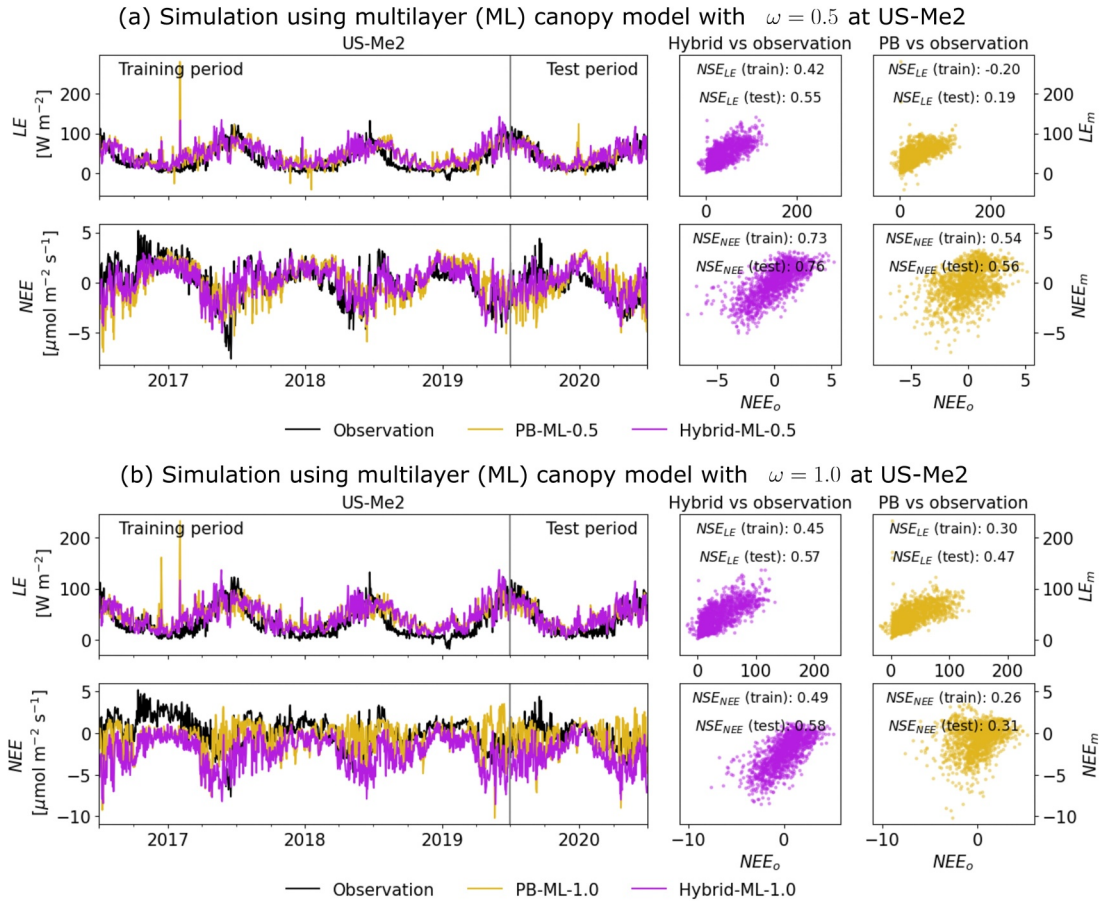 (a) Simulation using multilayer (ML) canopy model with ω = 0.5 at US-Me2
US-Me2
Hybrid vs observation
PB vs observation
Training period
Test period
LE
[W m⁻²]
200
100
0
NSE_LE (train): 0.42
NSE_LE (test): 0.55
NSE_LE (train): -0.20
NSE_LE (test): 0.19
200
100
0
LE_m
0 200
0 200
NEE
[μmol m⁻² s⁻¹]
5
0
−5
NSE_NEE (train): 0.73
NSE_NEE (test): 0.76
NSE_NEE (train): 0.54
NSE_NEE (test): 0.56
5
0
−5
NEE_m
2017 2018 2019 2020
−5 0 5
−5 0 5
NEE_o
NEE_o
Observation PB-ML-0.5 Hybrid-ML-0.5
(b) Simulation using multilayer (ML) canopy model with ω = 1.0 at US-Me2
US-Me2
Hybrid vs observation
PB vs observation
Training period
Test period
LE
[W m⁻²]
200
100
0
NSE_LE (train): 0.45
NSE_LE (test): 0.57
NSE_LE (train): 0.30
NSE_LE (test): 0.47
200
100
0
LE_m
0 100 200
0 100 200
NEE
[μmol m⁻² s⁻¹]
5
0
−5
−10
NSE_NEE (train): 0.49
NSE_NEE (test): 0.58
NSE_NEE (train): 0.26
NSE_NEE (test): 0.31
5
0
−5
−10
NEE_m
2017 2018 2019 2020
−10 0
−10 0
NEE_o
NEE_o
Observation PB-ML-1.0 Hybrid-ML-1.0